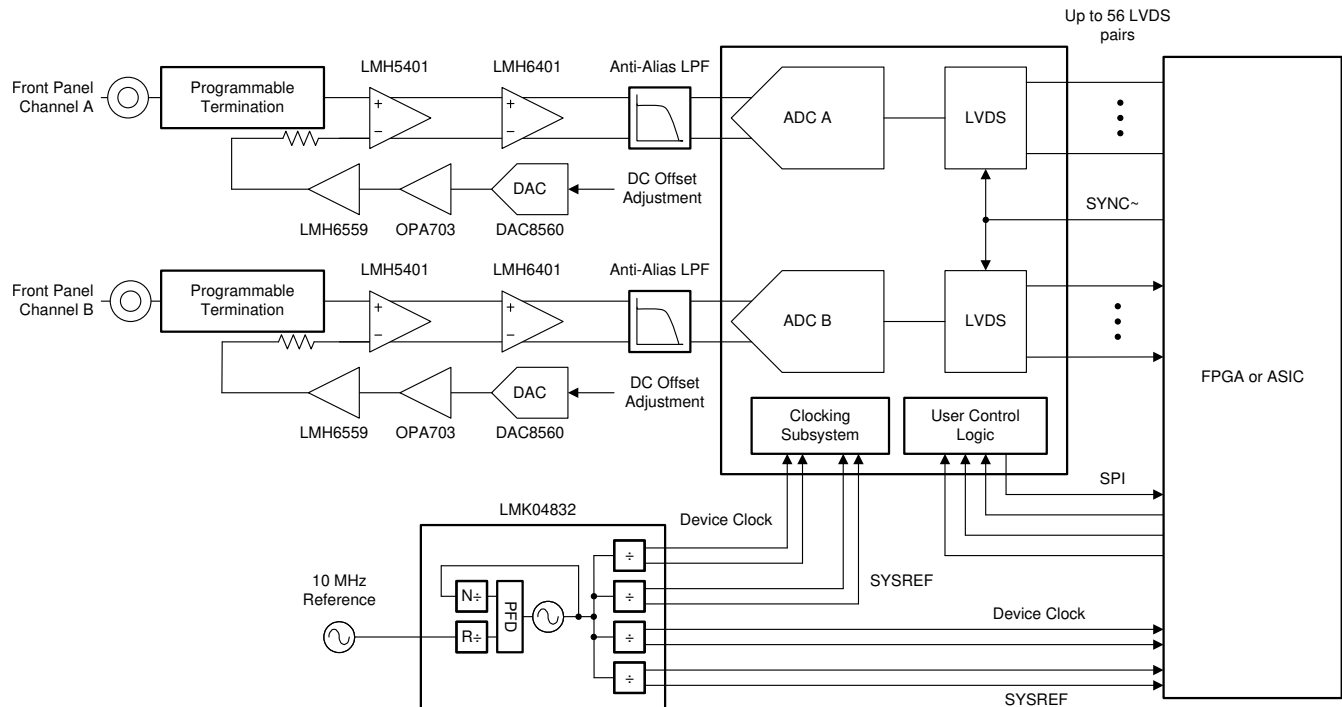 Up to 56 LVDS
pairs
LMH5401
LMH6401
Anti-Alias LPF
Front Panel
Channel A
Programmable
Termination
+
−
+
−
ADC A
LVDS
DAC
DC Offset
Adjustment
LMH6559
OPA703
DAC8560
SYNC~
LMH5401
LMH6401
Anti-Alias LPF
Front Panel
Channel B
Programmable
Termination
+
−
+
−
ADC B
LVDS
FPGA or ASIC
DAC
DC Offset
Adjustment
LMH6559
OPA703
DAC8560
Clocking
Subsystem
User Control
Logic
SPI
LMK04832
Device Clock
÷
SYSREF
10 MHz
Reference
N÷
PFD
÷
R÷
÷
Device Clock
÷
SYSREF